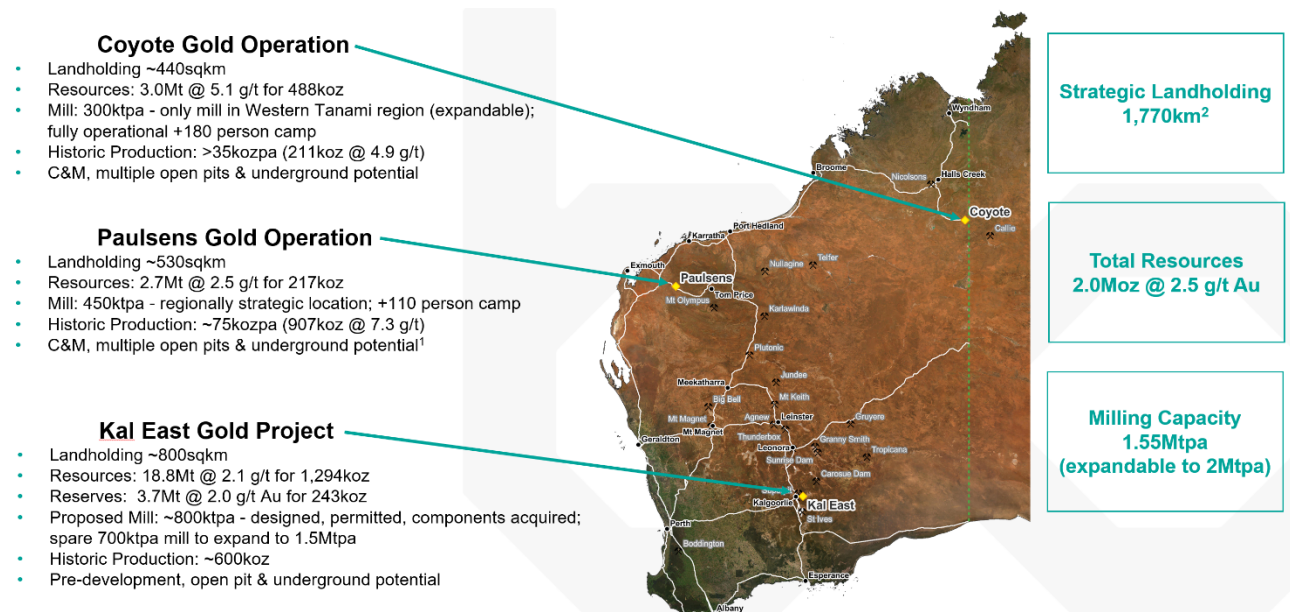 Coyote Gold Operation
• Landholding ~440sqkm
• Resources: 3.0Mt @ 5.1 g/t for 488koz
• Mill: 300ktpa - only mill in Western Tanami region (expandable);
fully operational +180 person camp
• Historic Production: >35kozpa (211koz @ 4.9 g/t)
• C&M, multiple open pits & underground potential
Paulsens Gold Operation
• Landholding ~530sqkm
• Resources: 2.7Mt @ 2.5 g/t for 217koz
• Mill: 450ktpa - regionally strategic location; +110 person camp
• Historic Production: ~75kozpa (907koz @ 7.3 g/t)
• C&M, multiple open pits & underground potential¹
Kal East Gold Project
• Landholding ~800sqkm
• Resources: 18.8Mt @ 2.1 g/t for 1,294koz
• Reserves: 3.7Mt @ 2.0 g/t Au for 243koz
• Proposed Mill: ~800ktpa - designed, permitted, components acquired;
spare 700ktpa mill to expand to 1.5Mtpa
• Historic Production: ~600koz
• Pre-development, open pit & underground potential
Wyndham
Broome
Nicolsons
Halls Creek
Coyote
Callie
Port Hedland
Karratha
Exmouth
Nullagine
Telfer
Paulsens
Tom Price
Mt Olympus
Karlawinda
Plutonic
Jundee
Meekatharra
Mt Keith
Big Bell
Mt Magnet
Agnew
Leinster
Gruyere
Mt Magnet
Geraldton
Thunderbox
Granny Smith
Leonora
Tropicana
Sunrise Dam
Carosue Dam
Kalgoorlie
Kal East
St Ives
Perth
Boddington
Esperance
Albany
Strategic Landholding
1,770km²
Total Resources
2.0Moz @ 2.5 g/t Au
Milling Capacity
1.55Mtpa
(expandable to 2Mtpa)